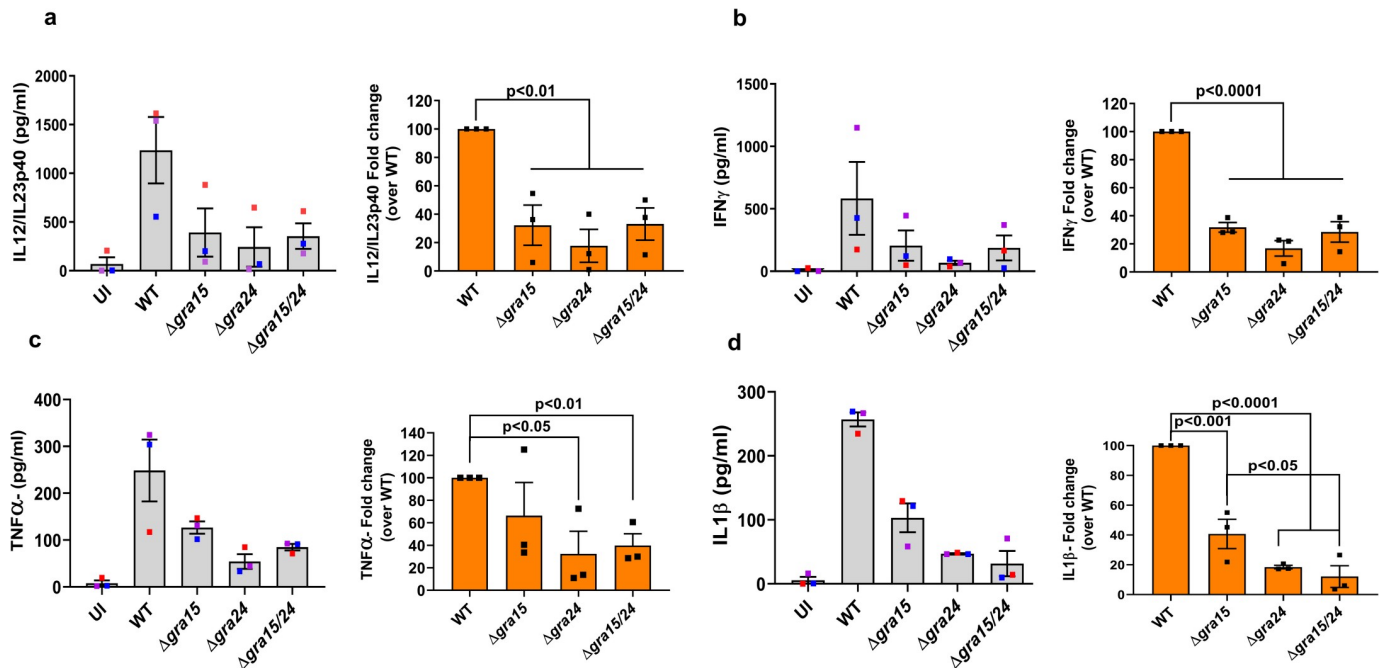 a
IL12/IL23p40 (pg/ml)
2000
1500
1000
500
0
UI
WT
Δgra15
Δgra24
Δgra15/24
IL12/IL23p40 Fold change
(over WT)
120
100
80
60
40
20
0
p<0.01
WT
Δgra15
Δgra24
Δgra15/24
b
IFNγ (pg/ml)
1500
1000
500
0
UI
WT
Δgra15
Δgra24
Δgra15/24
IFNγ Fold change
(over WT)
120
100
80
60
40
20
0
p<0.0001
WT
Δgra15
Δgra24
Δgra15/24
c
TNFα- (pg/ml)
400
300
200
100
0
UI
WT
Δgra15
Δgra24
Δgra15/24
TNFα- Fold change
(over WT)
140
120
100
80
60
40
20
0
p<0.01
p<0.05
WT
Δgra15
Δgra24
Δgra15/24
d
IL1β (pg/ml)
300
200
100
0
UI
WT
Δgra15
Δgra24
Δgra15/24
IL1β- Fold change
(over WT)
100
80
60
40
20
0
p<0.0001
p<0.001
p<0.05
WT
Δgra15
Δgra24
Δgra15/24